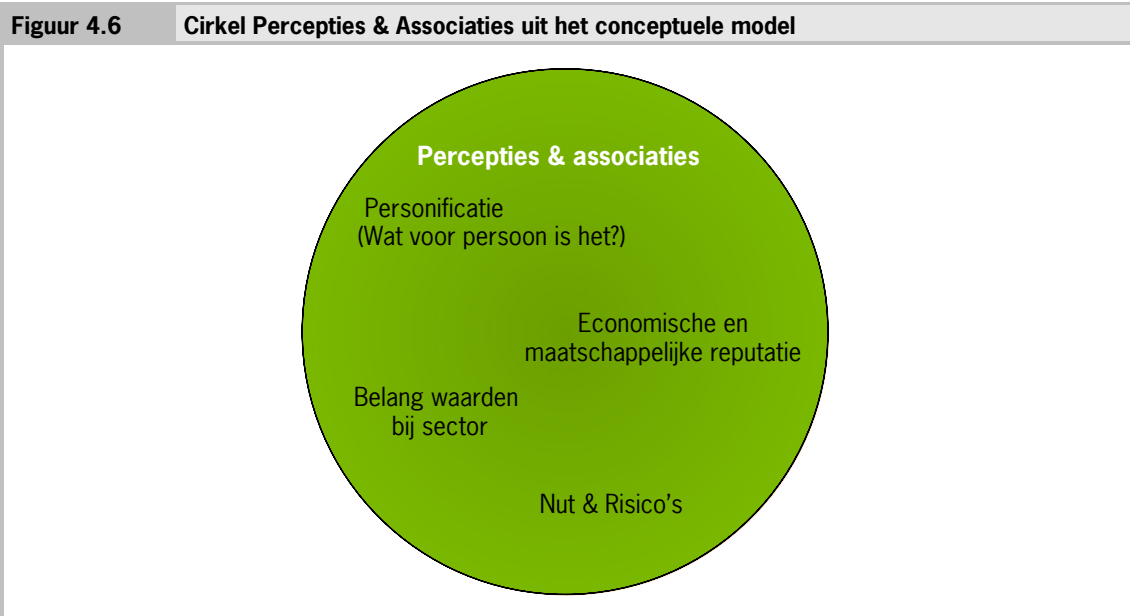 Figuur 4.6 Cirkel Percepties & Associaties uit het conceptuele model
Percepties & associaties
Personificatie
(Wat voor persoon is het?)
Economische en
maatschappelijke reputatie
Belang waarden
bij sector
Nut & Risico's